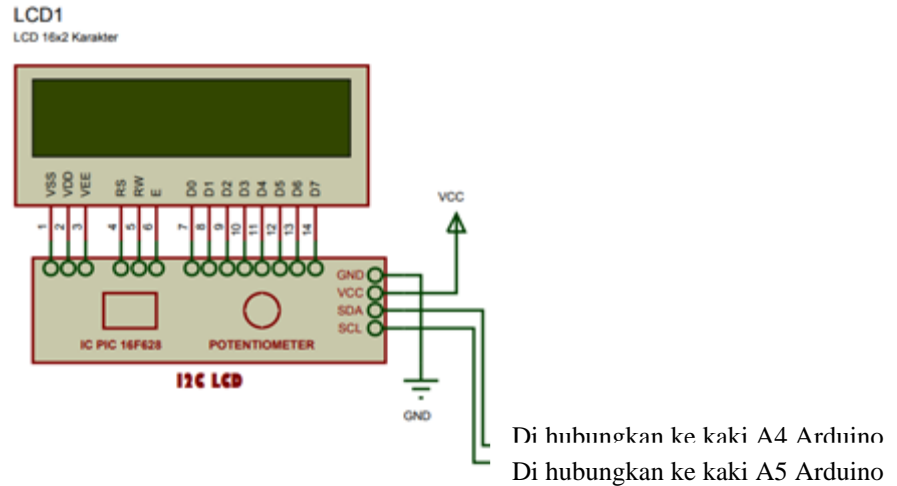 LCD1
LCD 16x2 Karakter
VSS
VDD
VEE
RS
RW
E
D0
D1
D2
D3
D4
D5
D6
D7
1
2
3
4
5
6
7
8
9
10
11
12
13
14
VCC
GND
VCC
SDA
SCL
IC PIC 16F628
POTENTIOMETER
I2C LCD
GND
Di hubungkan ke kaki A4 Arduino
Di hubungkan ke kaki A5 Arduino